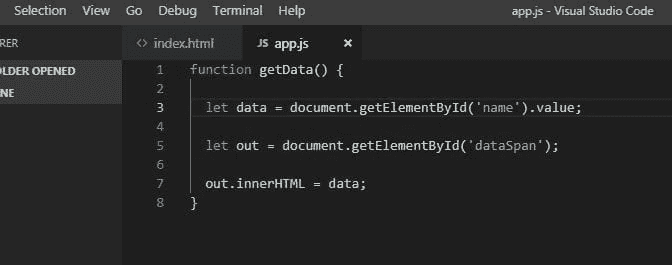 Selection View Go Debug Terminal Help app.js - Visual Studio Code
RER
index.html JS app.js ×
OLDER OPENED
NE
1 function getData() {
2
3 let data = document.getElementById('name').value;
4
5 let out = document.getElementById('dataSpan');
6
7 out.innerHTML = data;
8 }